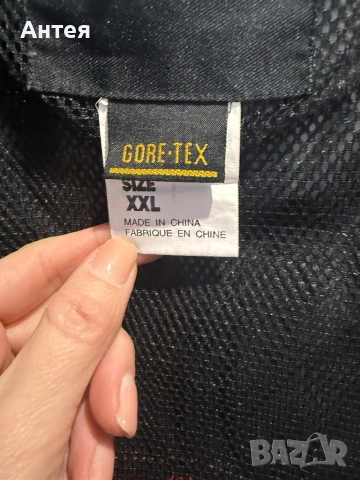 Антея
GORE-TEX
SIZE
XXL
MADE IN CHINA
FABRIQUE EN CHINE
BAZAR